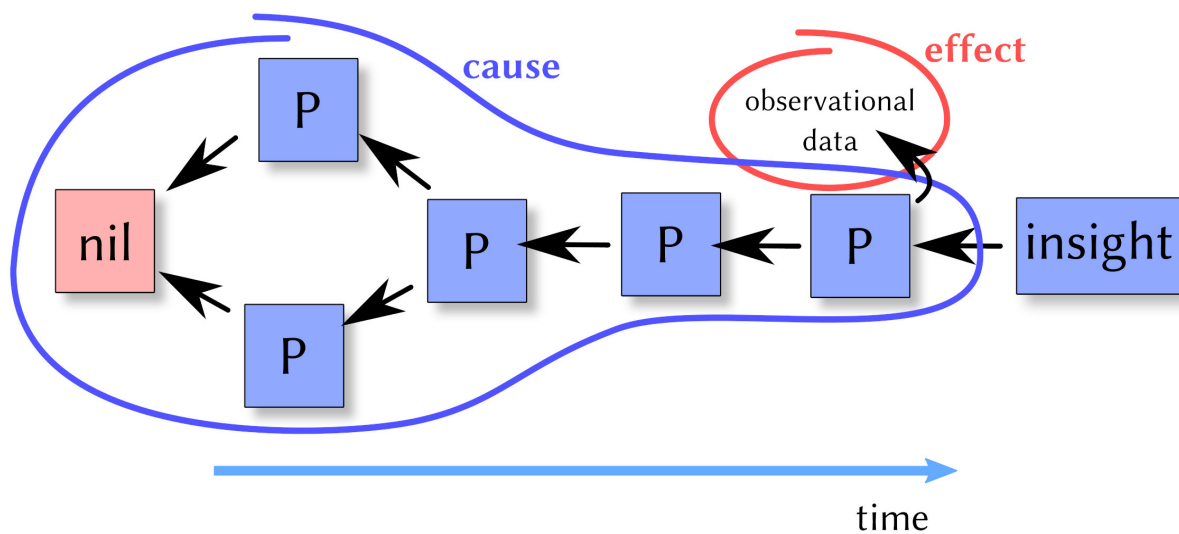 cause
effect
P
observational
data
nil
P
P
P
insight
P
time